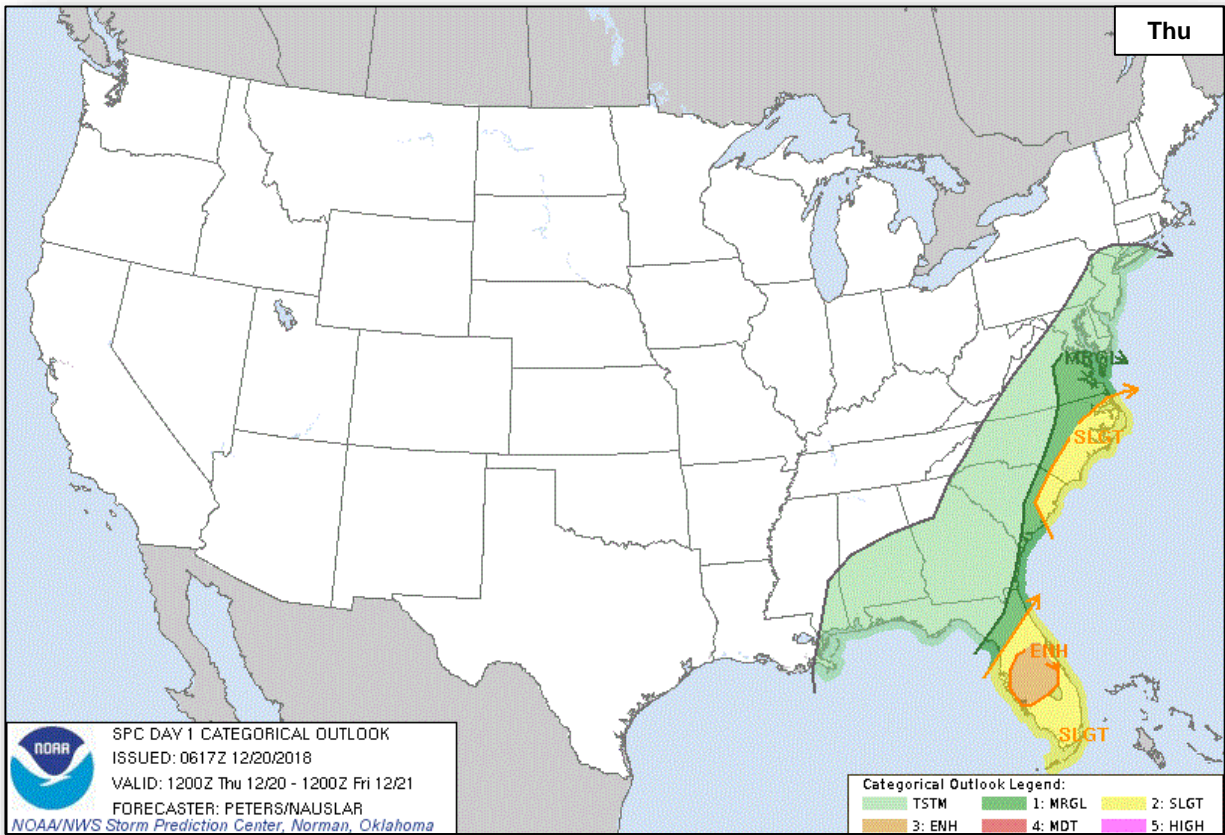 Thu
MRGL
SLGT
ENH
SLGT
NOAA
SPC DAY 1 CATEGORICAL OUTLOOK
ISSUED: 0617Z 12/20/2018
VALID: 1200Z Thu 12/20 - 1200Z Fri 12/21
FORECASTER: PETERS/NAUSLAR
NOAA/NWS Storm Prediction Center, Norman, Oklahoma
Categorical Outlook Legend:
TSTM 1: MRGL 2: SLGT
3: ENH 4: MDT 5: HIGH